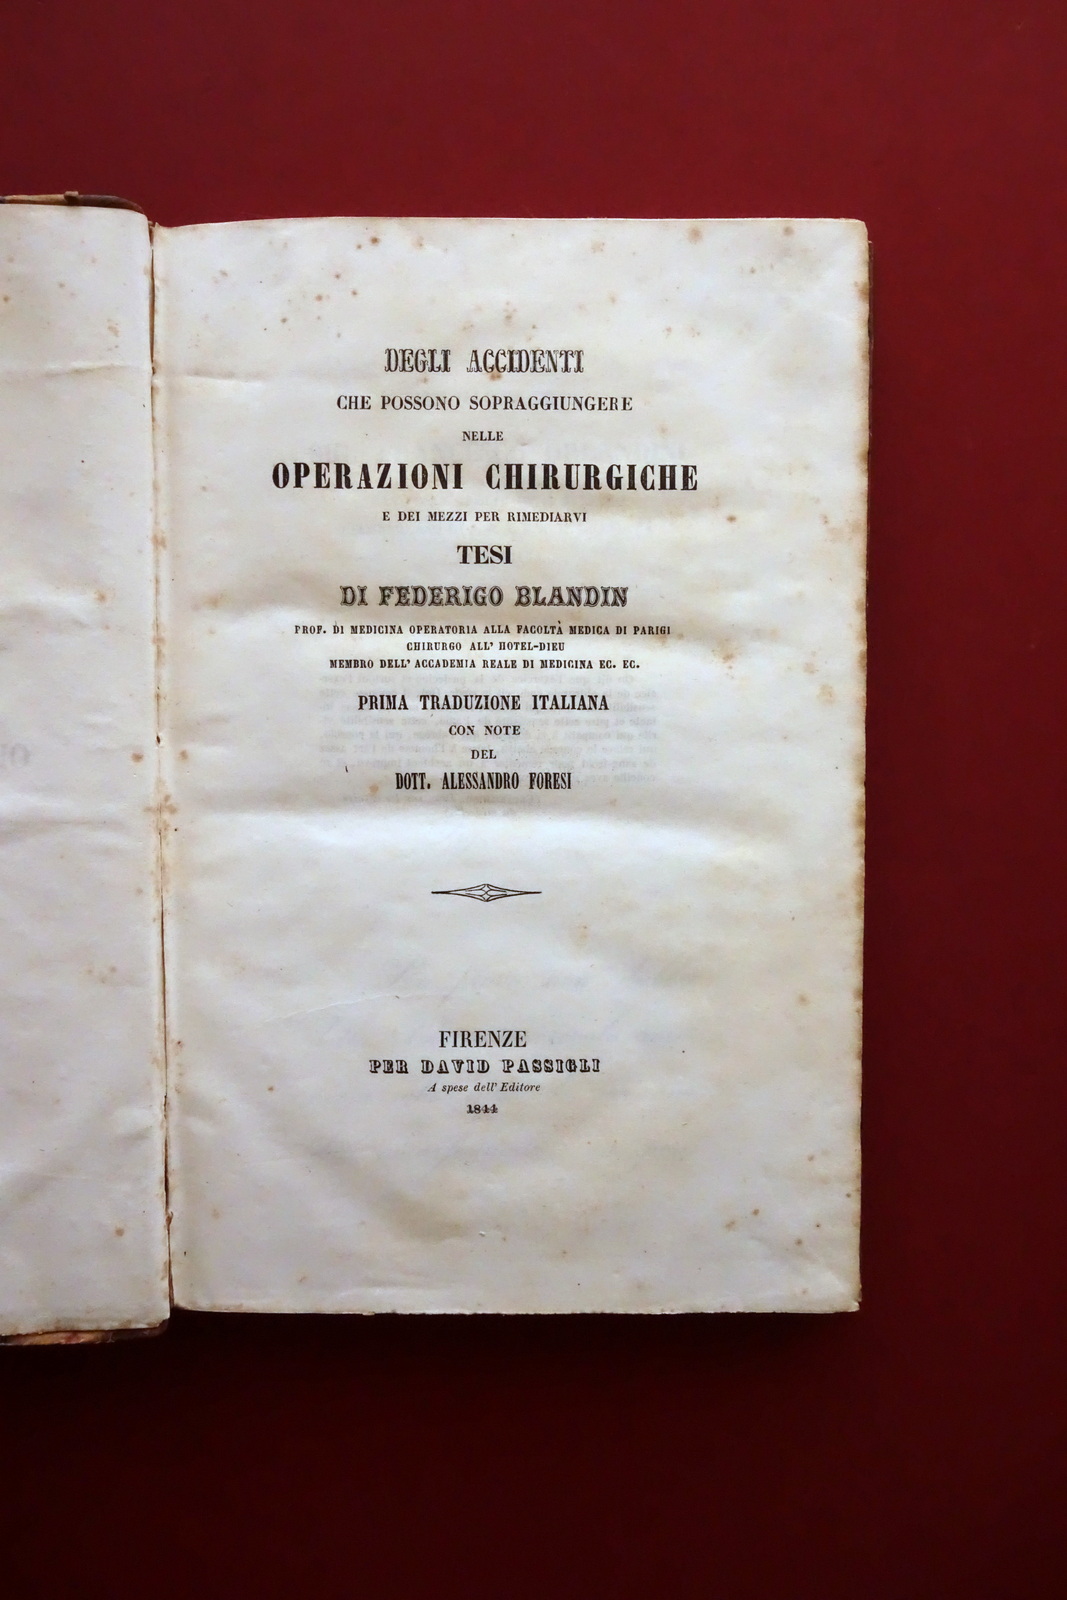 DEGLI ACCIDENTI
CHE POSSONO SOPRAGGIUNGERE
NELLE
OPERAZIONI CHIRURGICHE
E DEI MEZZI PER RIMEDIARVI
TESI
DI FEDERIGO BLANDIN
PROF. DI MEDICINA OPERATORIA ALLA FACOLTÀ MEDICA DI PARIGI
CHIRURGO ALL' HOTEL-DIEU
MEMBRO DELL' ACCADEMIA REALE DI MEDICINA EC. EC.
PRIMA TRADUZIONE ITALIANA
CON NOTE
DEL
DOTT. ALESSANDRO FORESI
FIRENZE
PER DAVID PASSIGLI
A spese dell' Editore
1844